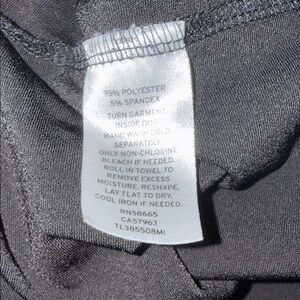 95% POLYESTER
5% SPANDEX
TURN GARMENT
INSIDE OUT.
HAND WASH COLD.
SEPARATELY.
ONLY NON-CHLORINE
BLEACH IF NEEDED.
ROLL IN TOWEL TO
REMOVE EXCESS
MOISTURE. RESHAPE,
LAY FLAT TO DRY.
COOL IRON IF NEEDED.
RN58665
CA57963
TL385508MI